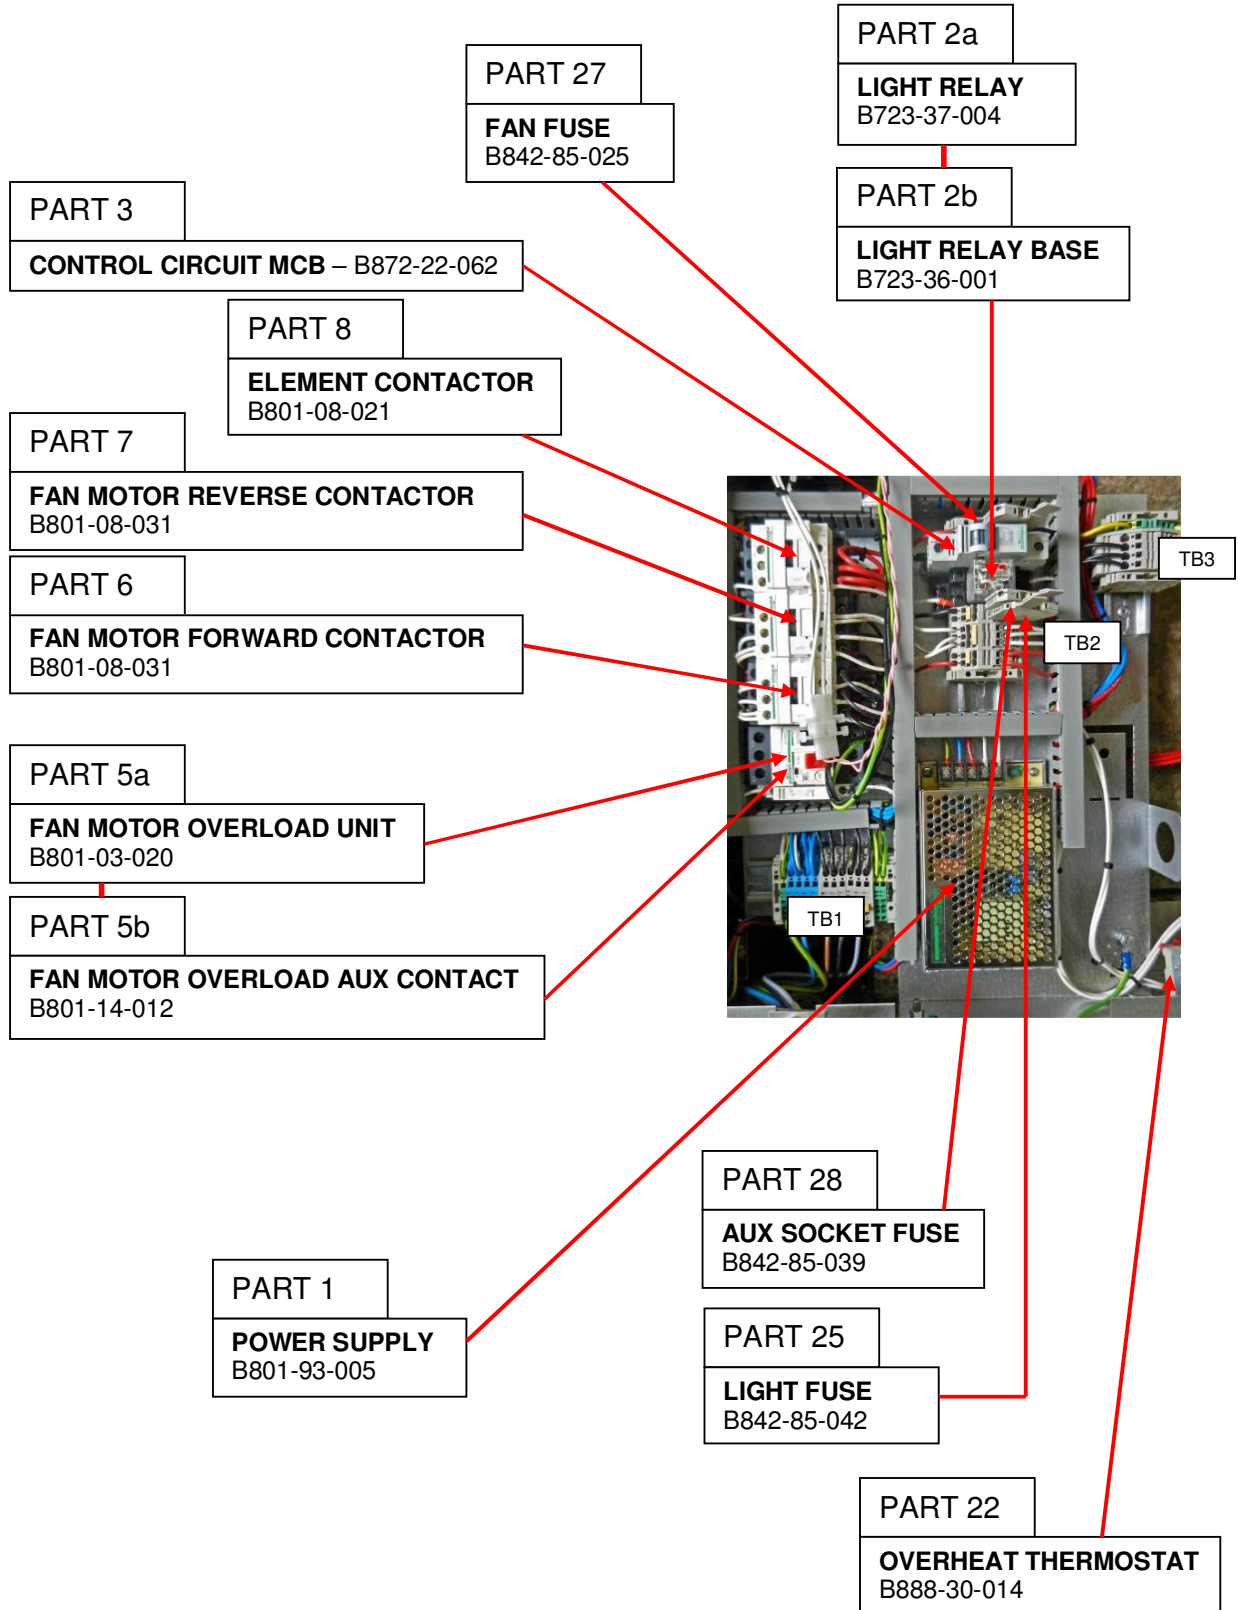 PART 2a
LIGHT RELAY
B723-37-004
PART 27
FAN FUSE
B842-85-025
PART 2b
LIGHT RELAY BASE
B723-36-001
PART 3
CONTROL CIRCUIT MCB – B872-22-062
PART 8
ELEMENT CONTACTOR
B801-08-021
PART 7
FAN MOTOR REVERSE CONTACTOR
B801-08-031
PART 6
FAN MOTOR FORWARD CONTACTOR
B801-08-031
TB3
TB2
PART 5a
FAN MOTOR OVERLOAD UNIT
B801-03-020
PART 5b
FAN MOTOR OVERLOAD AUX CONTACT
B801-14-012
TB1
PART 28
AUX SOCKET FUSE
B842-85-039
PART 1
POWER SUPPLY
B801-93-005
PART 25
LIGHT FUSE
B842-85-042
PART 22
OVERHEAT THERMOSTAT
B888-30-014